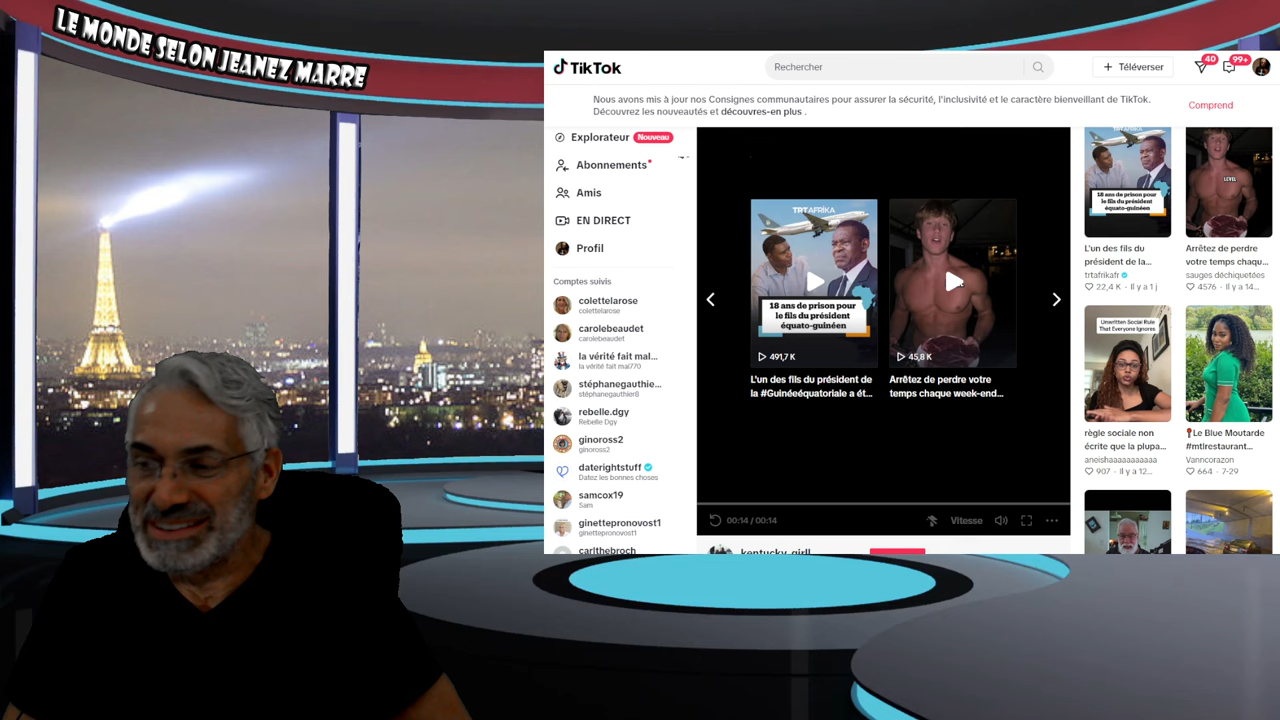 LE MONDE SELON JEANEZ MARRE
TikTok
Rechercher
Téléverser
40
99+
Nous avons mis à jour nos Consignes communautaires pour assurer la sécurité, l'inclusivité et le caractère bienveillant de TikTok.
Découvrez les nouveautés et découvres-en plus .
Comprend
Explorateur Nouveau
Abonnements
Amis
EN DIRECT
Profil
Comptes suivis
colettelarose
colettelarose
carolebeaudet
carolebeaudet
la vérité fait mal...
la vérité fait mal770
stéphanegauthie...
stéphanegauthier8
rebelle.dgy
Rebelle Dgy
ginoross2
ginoross2
daterightstuff
Datez les bonnes choses
samcox19
Sam
ginettepronovost1
ginettepronovost1
carlthebroch
TRTAFRİKA
18 ans de prison pour
le fils du président
équato-guinéen
491,7 K
L'un des fils du président de
la #Guinéeéquatoriale a ét...
45,8 K
Arrêtez de perdre votre
temps chaque week-end...
00:14 / 00:14
Vitesse
kentucky_girll
TRTAFRİKA
18 ans de prison pour
le fils du président
équato-guinéen
L'un des fils du
président de la...
trtafrikafr
22,4 K · Il y a 1 j
LEVEL
Arrêtez de perdre
votre temps chaqu...
sauges déchiquetées
4576 · Il y a 14...
Unwritten Social Rule
That Everyone Ignores
règle sociale non
écrite que la plupa...
aneishaaaaaaaaaaa
907 · Il y a 12...
Le Blue Moutarde
#mtlrestaurant...
Vanncorazon
664 · 7-29